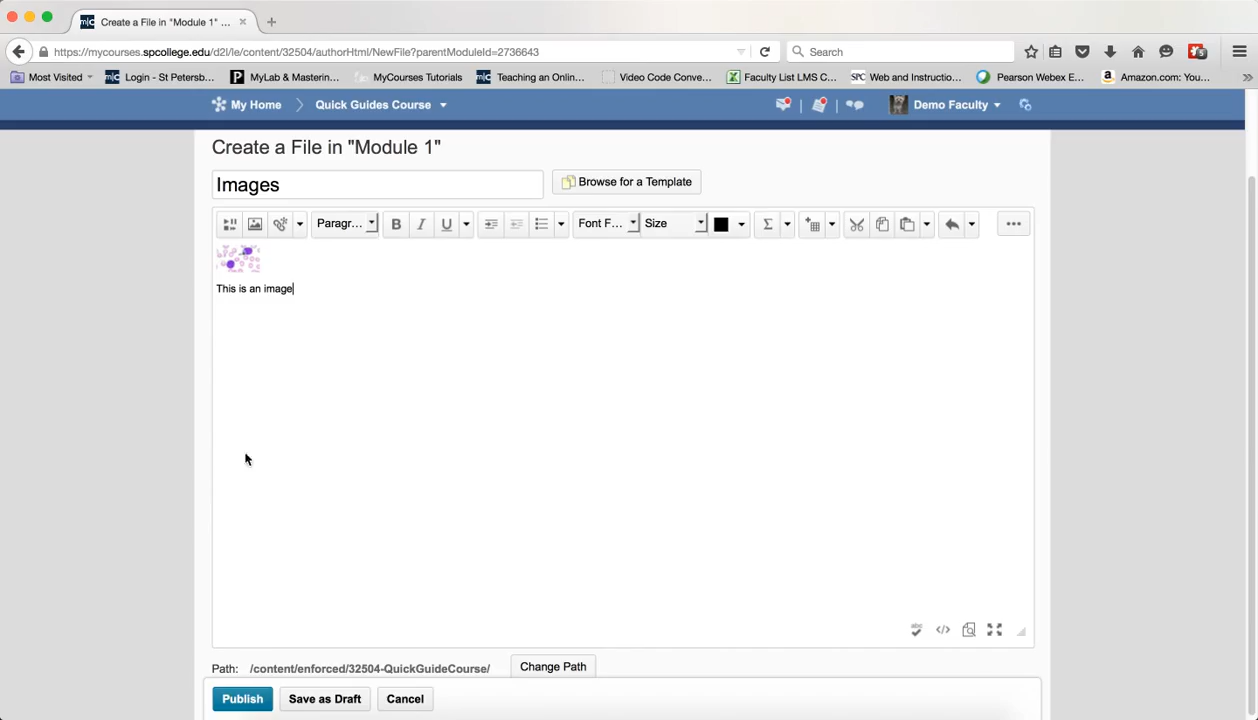 m|c Create a File in "Module 1" ...
https://mycourses.spcollege.edu/d2l/le/content/32504/authorHtml/NewFile?parentModuleId=2736643
Search
Most Visited m|c Login - St Petersb... P MyLab & Masterin... MyCourses Tutorials m|c Teaching an Onlin... Video Code Conve... X Faculty List LMS C... SPC Web and Instructio... Pearson Webex E... a Amazon.com: You...
My Home Quick Guides Course Demo Faculty
Create a File in "Module 1"
Images Browse for a Template
Paragr... B I U Font F... Size Σ
This is an image
abc </>
Path: /content/enforced/32504-QuickGuideCourse/ Change Path
Publish Save as Draft Cancel